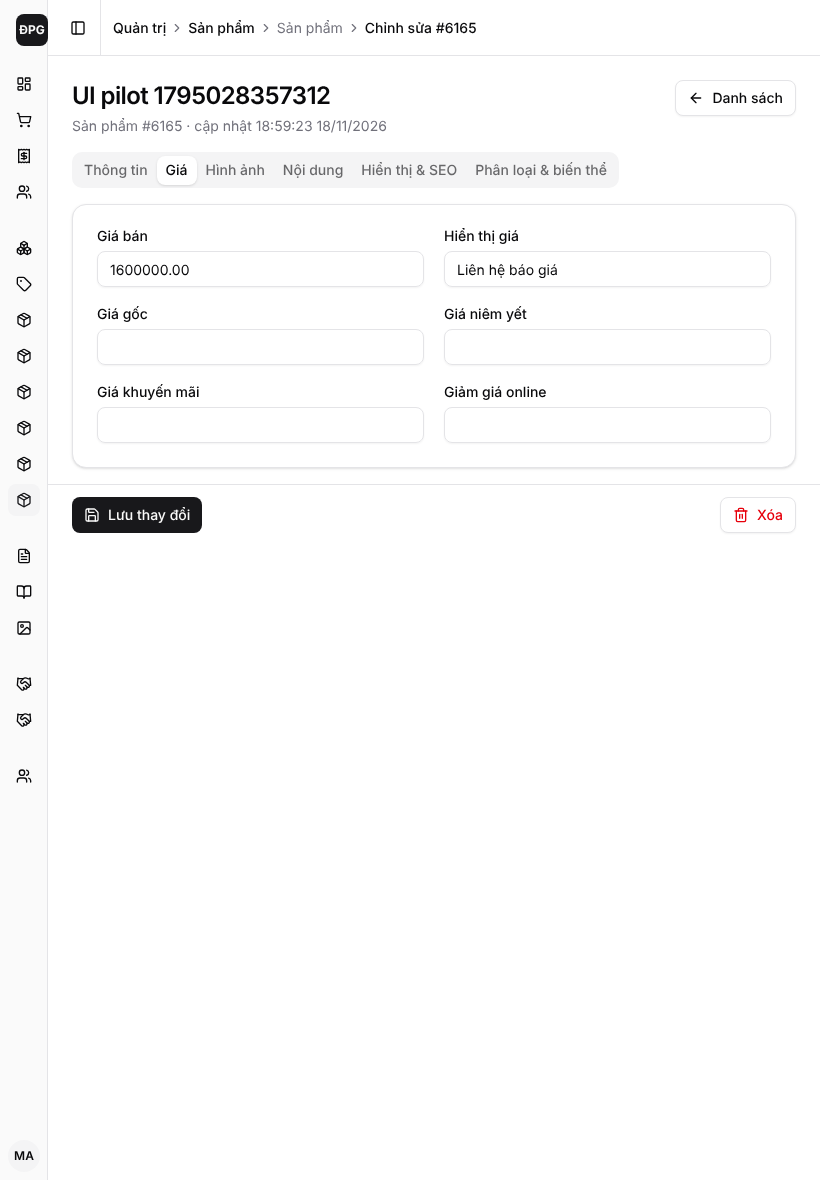 ĐPG
Quản trị > Sản phẩm > Sản phẩm > Chỉnh sửa #6165
UI pilot 1795028357312
Sản phẩm #6165 · cập nhật 18:59:23 18/11/2026
Danh sách
Thông tin Giá Hình ảnh Nội dung Hiển thị & SEO Phân loại & biến thể
Giá bán Hiển thị giá
1600000.00 Liên hệ báo giá
Giá gốc Giá niêm yết
Giá khuyến mãi Giảm giá online
Lưu thay đổi Xóa
MA